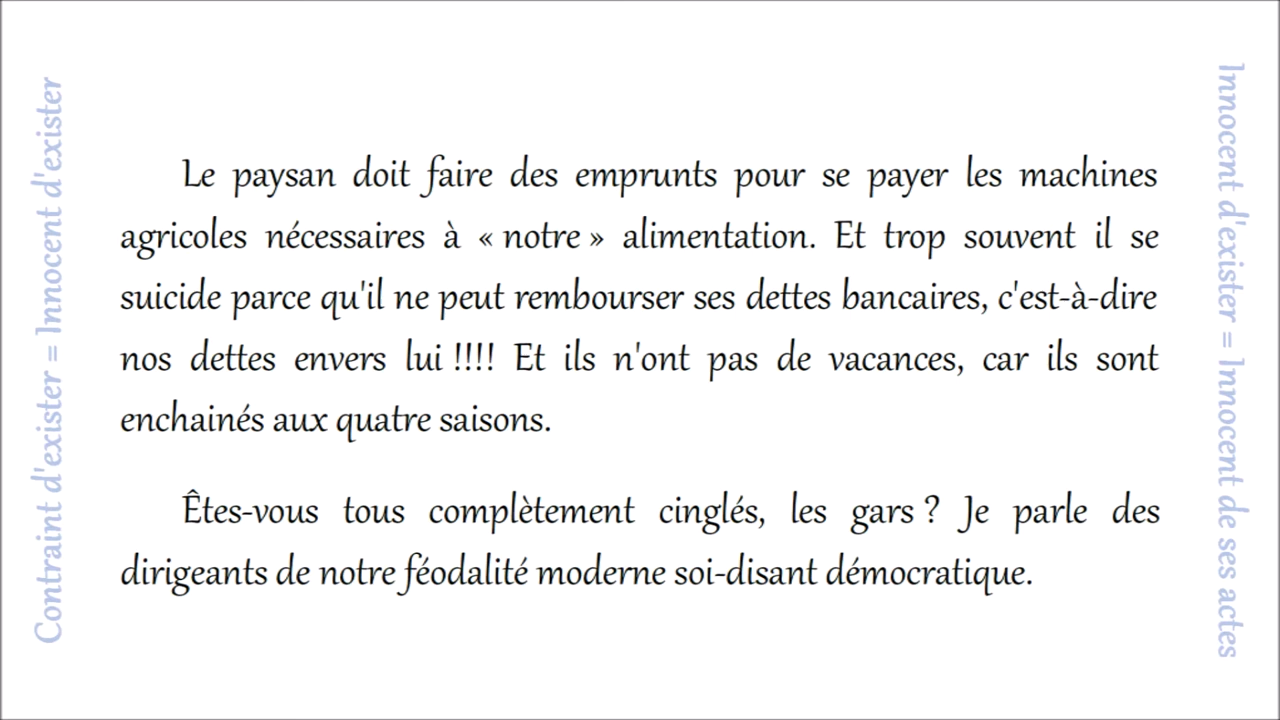 Contraint d'exister = Innocent d'exister
Le paysan doit faire des emprunts pour se payer les machines
agricoles nécessaires à « notre » alimentation. Et trop souvent il se
suicide parce qu'il ne peut rembourser ses dettes bancaires, c'est-à-dire
nos dettes envers lui !!!! Et ils n'ont pas de vacances, car ils sont
enchainés aux quatre saisons.
Êtes-vous tous complètement cinglés, les gars ? Je parle des
dirigeants de notre féodalité moderne soi-disant démocratique.
Innocent d'exister = Innocent de ses actes